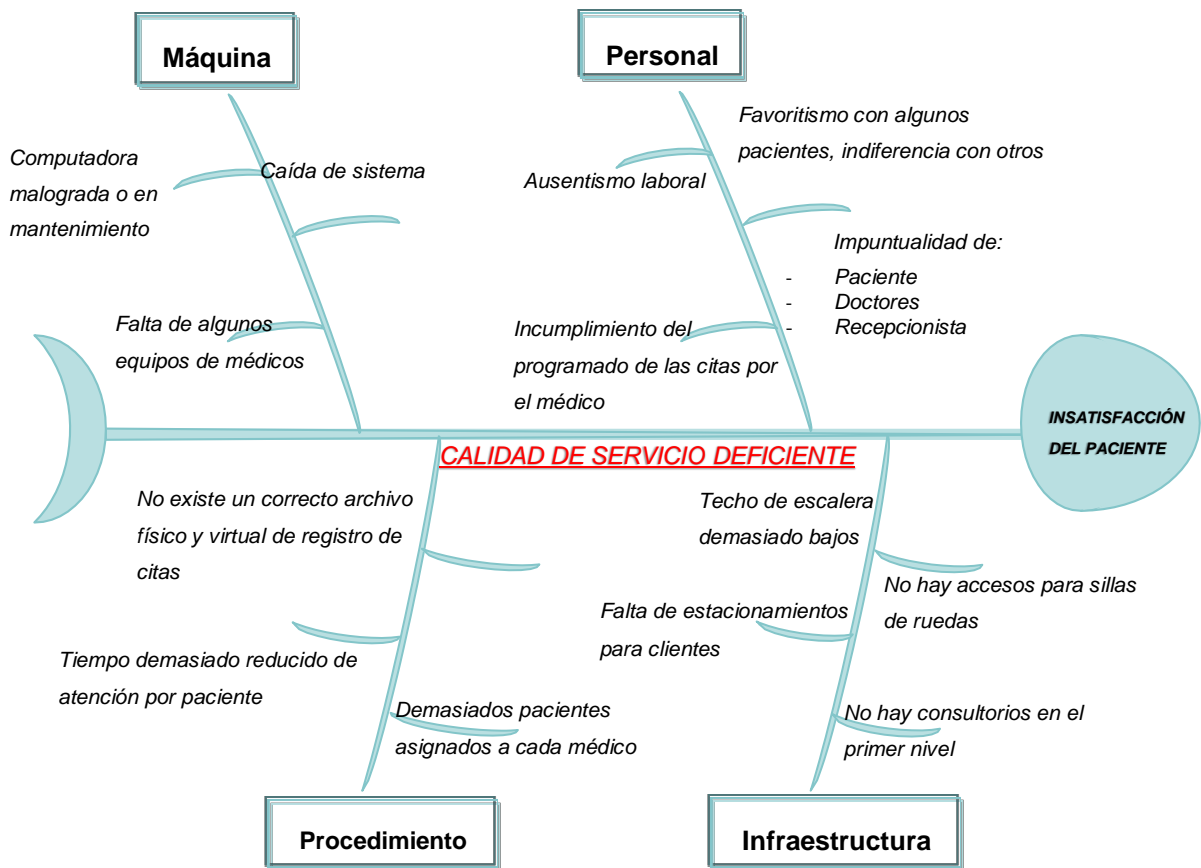 Máquina
Personal
Computadora
malograda o en
mantenimiento
Caída de sistema
Falta de algunos
equipos de médicos
Favoritismo con algunos
pacientes, indiferencia con otros
Ausentismo laboral
Impuntualidad de:
- Paciente
- Doctores
- Recepcionista
Incumplimiento del
programado de las citas por
el médico
INSATISFACCIÓN
DEL PACIENTE
CALIDAD DE SERVICIO DEFICIENTE
No existe un correcto archivo
físico y virtual de registro de
citas
Tiempo demasiado reducido de
atención por paciente
Demasiados pacientes
asignados a cada médico
Techo de escalera
demasiado bajos
No hay accesos para sillas
de ruedas
Falta de estacionamientos
para clientes
No hay consultorios en el
primer nivel
Procedimiento
Infraestructura